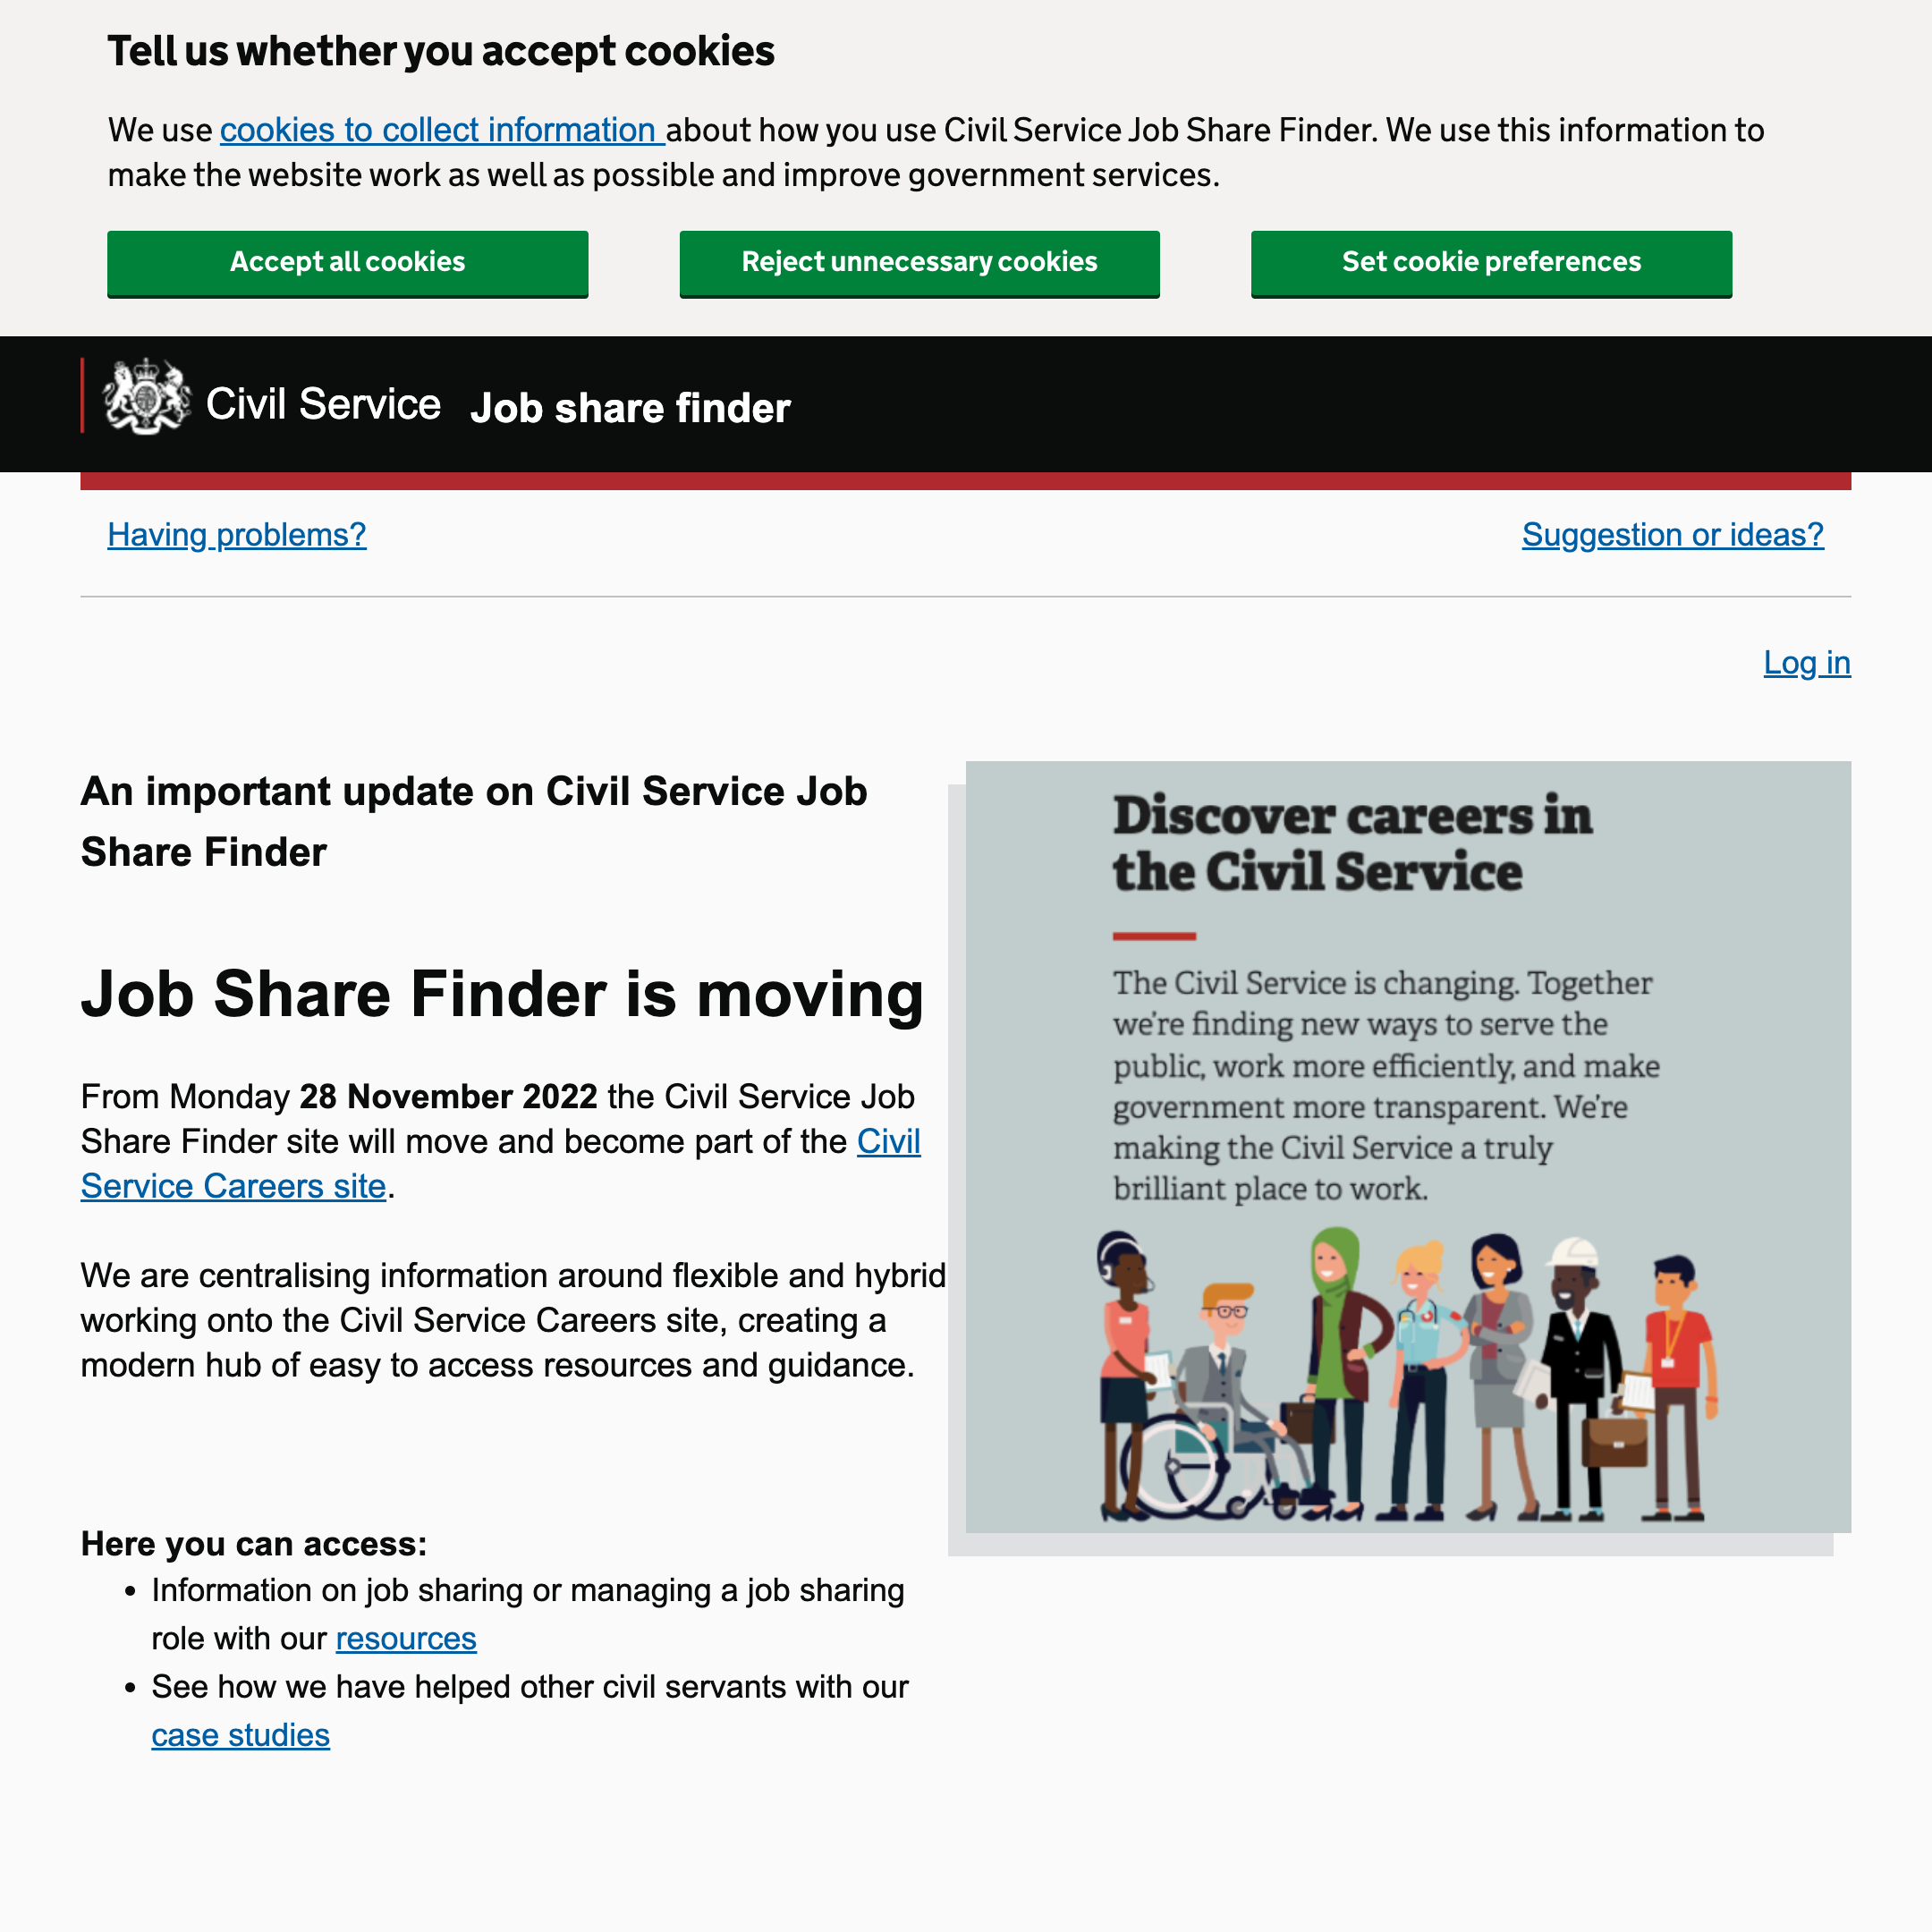 Tell us whether you accept cookies
We use cookies to collect information about how you use Civil Service Job Share Finder. We use this information to
make the website work as well as possible and improve government services.
Accept all cookies
Reject unnecessary cookies
Set cookie preferences
Civil Service Job share finder
Having problems?
Suggestion or ideas?
Log in
An important update on Civil Service Job
Share Finder
Job Share Finder is moving
From Monday 28 November 2022 the Civil Service Job
Share Finder site will move and become part of the Civil
Service Careers site.
We are centralising information around flexible and hybrid
working onto the Civil Service Careers site, creating a
modern hub of easy to access resources and guidance.
Here you can access:
• Information on job sharing or managing a job sharing
role with our resources
• See how we have helped other civil servants with our
case studies
Discover careers in
the Civil Service
The Civil Service is changing. Together
we're finding new ways to serve the
public, work more efficiently, and make
government more transparent. We're
making the Civil Service a truly
brilliant place to work.